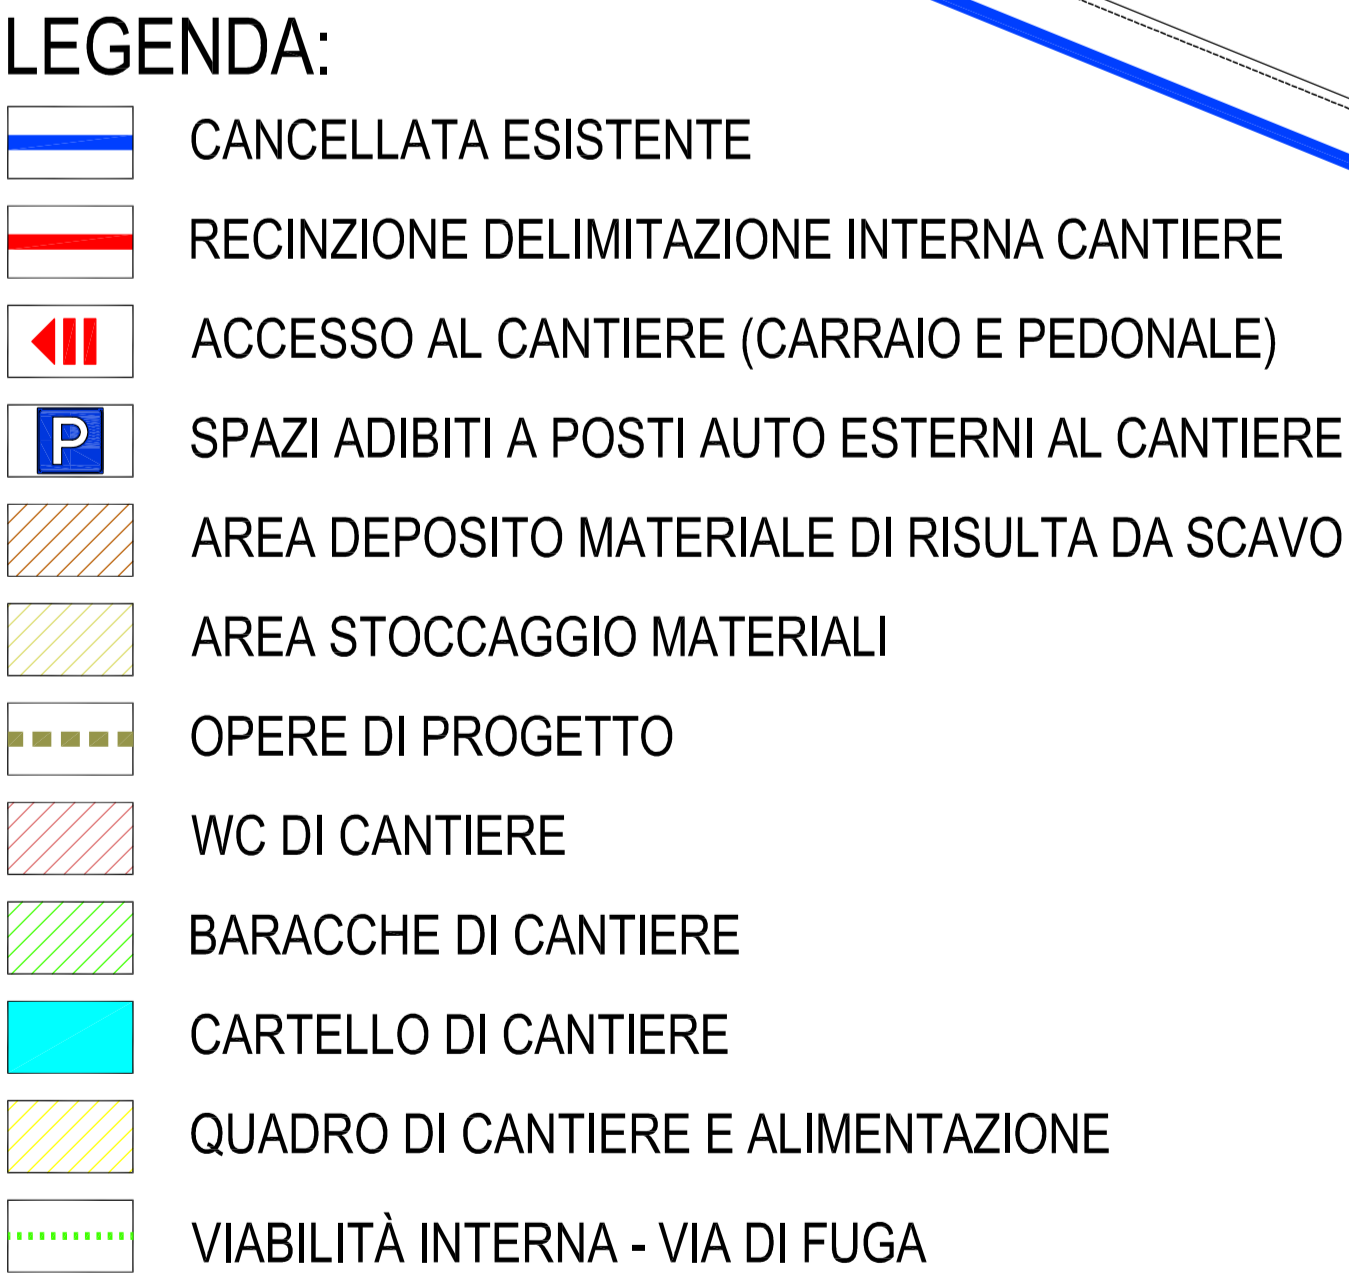 LEGENDA:
CANCELLATA ESISTENTE
RECINZIONE DELIMITAZIONE INTERNA CANTIERE
ACCESSO AL CANTIERE (CARRAIO E PEDONALE)
P SPAZI ADIBITI A POSTI AUTO ESTERNI AL CANTIERE
AREA DEPOSITO MATERIALE DI RISULTA DA SCAVO
AREA STOCCAGGIO MATERIALI
OPERE DI PROGETTO
WC DI CANTIERE
BARACCHE DI CANTIERE
CARTELLO DI CANTIERE
QUADRO DI CANTIERE E ALIMENTAZIONE
VIABILITÀ INTERNA - VIA DI FUGA